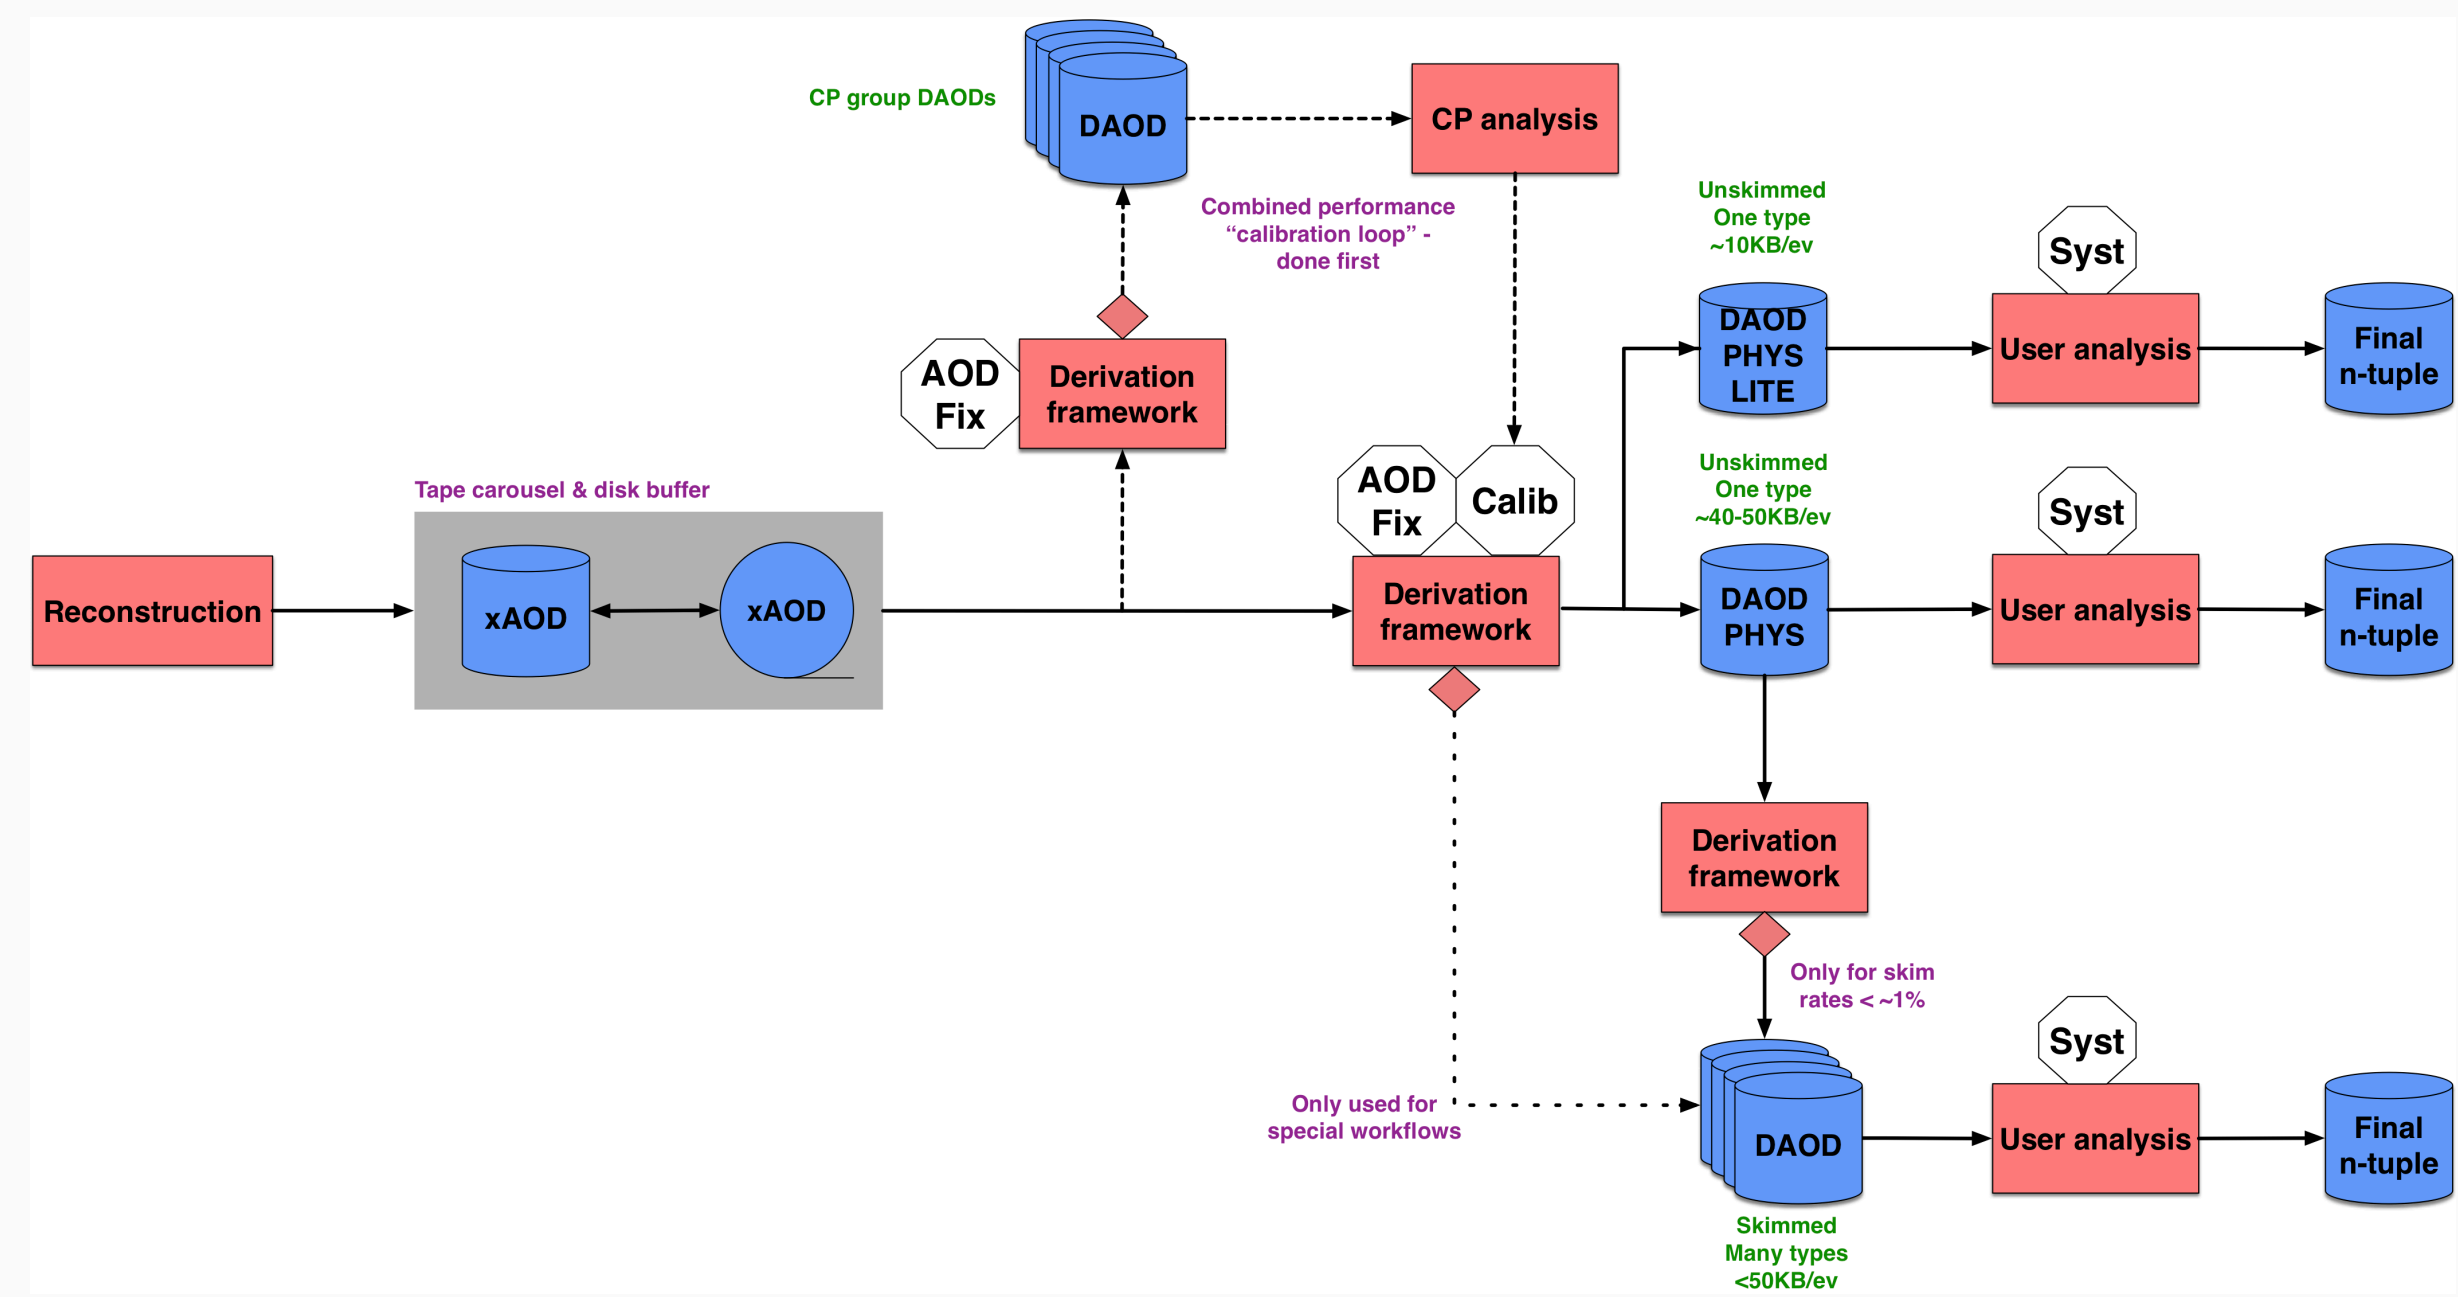 CP group DAODs
DAOD
CP analysis
Combined performance
“calibration loop” -
done first
AOD
Fix
Derivation
framework
Tape carousel & disk buffer
Reconstruction
xAOD
xAOD
AOD
Fix
Calib
Derivation
framework
Unskimmed
One type
~10KB/ev
DAOD
PHYS
LITE
Syst
User analysis
Final
n-tuple
Unskimmed
One type
~40-50KB/ev
DAOD
PHYS
Syst
User analysis
Final
n-tuple
Derivation
framework
Only for skim
rates < ~1%
Only used for
special workflows
DAOD
Syst
User analysis
Final
n-tuple
Skimmed
Many types
<50KB/ev